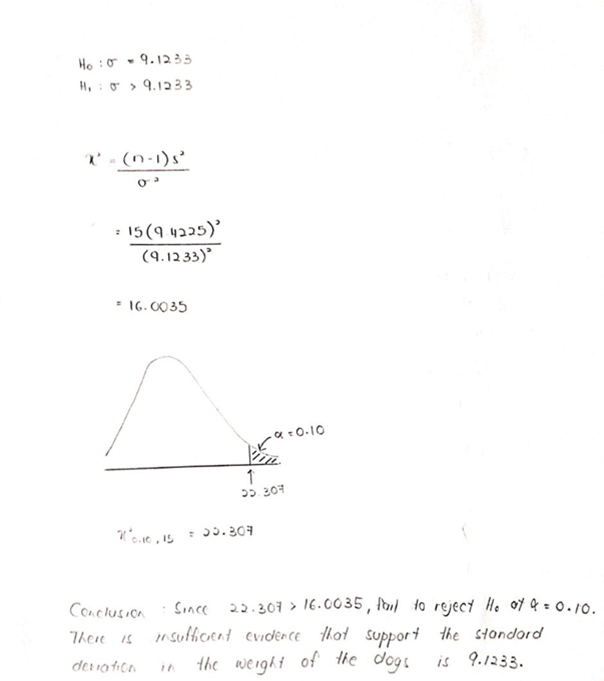 H₀ : σ = 9.1233
H₁ : σ > 9.1233
χ² = (n-1)s²
σ²
= 15(9.4225)²
(9.1233)²
= 16.0035
α = 0.10
22.307
χ²0.10, 15 = 22.307
Conclusion : Since 22.307 > 16.0035, fail to reject H₀ at α = 0.10.
There is insufficient evidence that support the standard
deviation in the weight of the dogs is 9.1233.